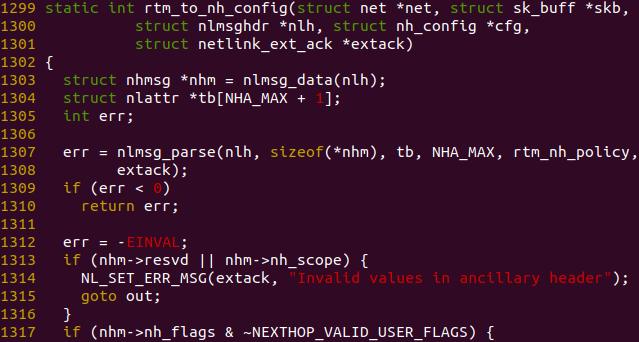 1299 static int rtm_to_nh_config(struct net *net, struct sk_buff *skb,
1300           struct nlmsghdr *nlh, struct nh_config *cfg,
1301           struct netlink_ext_ack *extack)
1302 {
1303   struct nhmsg *nhm = nlmsg_data(nlh);
1304   struct nlattr *tb[NHA_MAX + 1];
1305   int err;
1306
1307   err = nlmsg_parse(nlh, sizeof(*nhm), tb, NHA_MAX, rtm_nh_policy,
1308         extack);
1309   if (err < 0)
1310     return err;
1311
1312   err = -EINVAL;
1313   if (nhm->resvd || nhm->nh_scope) {
1314     NL_SET_ERR_MSG(extack, "Invalid values in ancillary header");
1315     goto out;
1316   }
1317   if (nhm->nh_flags & ~NEXTHOP_VALID_USER_FLAGS) {